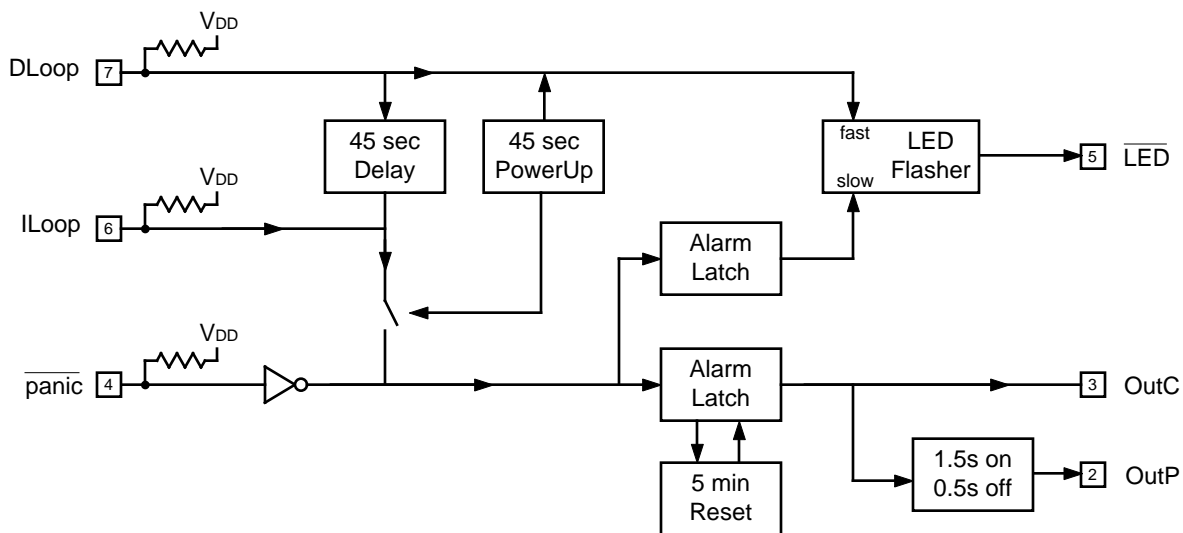 VDD
DLoop 7
45 sec
Delay
45 sec
PowerUp
fast
LED
Flasher
slow
5 LED
VDD
ILoop 6
Alarm
Latch
VDD
panic 4
Alarm
Latch
3 OutC
5 min
Reset
1.5s on
0.5s off
2 OutP